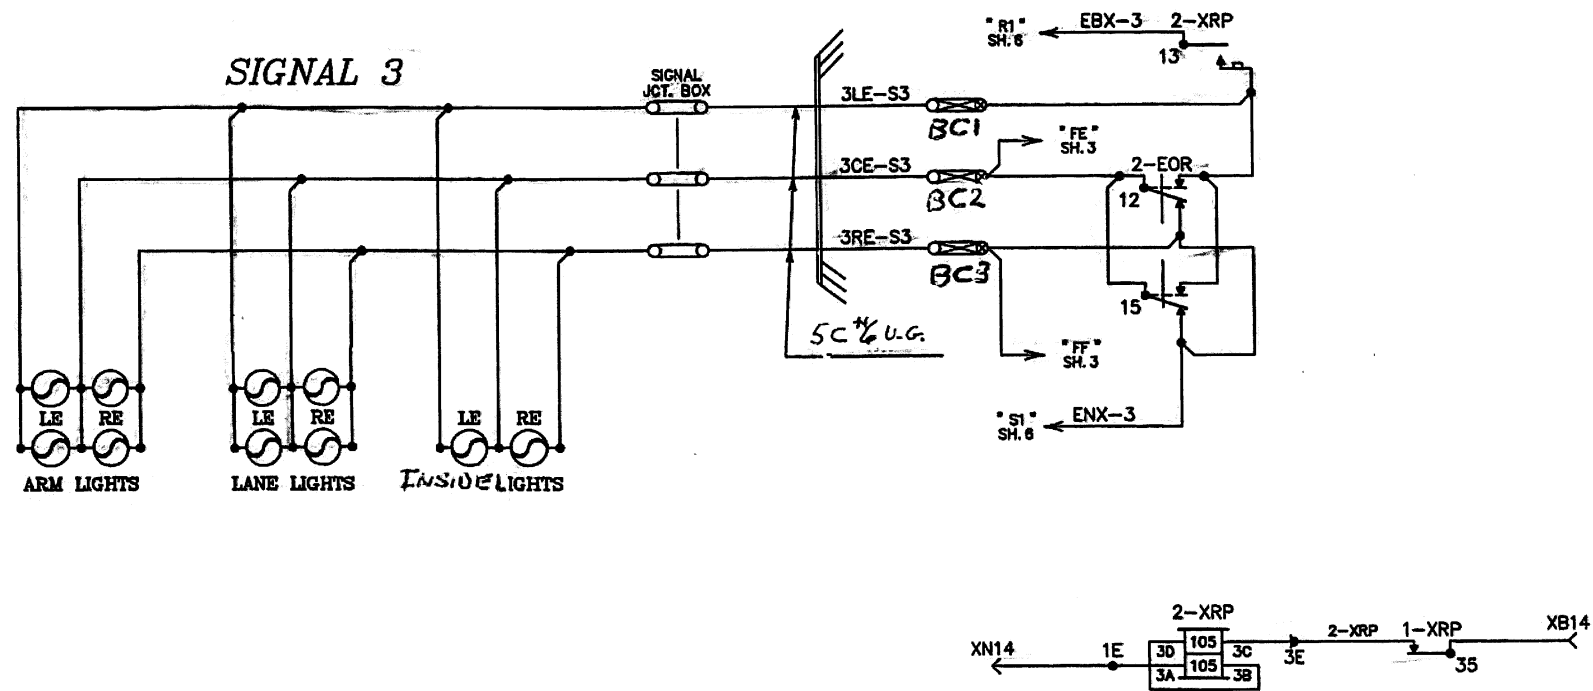 SIGNAL 3
SIGNAL
JCT. BOX
"R1"
SH.6
EBX-3
2-XRP
13
3LE-S3
BC1
"FE"
SH.3
3CE-S3
BC2
2-EOR
12
3RE-S3
BC3
15
5C #6 U.G.
"FF"
SH.3
"S1"
SH.6
ENX-3
LE
RE
ARM LIGHTS
LE
RE
LANE LIGHTS
LE
RE
INSIDE LIGHTS
XN14
1E
2-XRP
3D
105
3C
3A
105
3B
3E
2-XRP
1-XRP
35
XB14